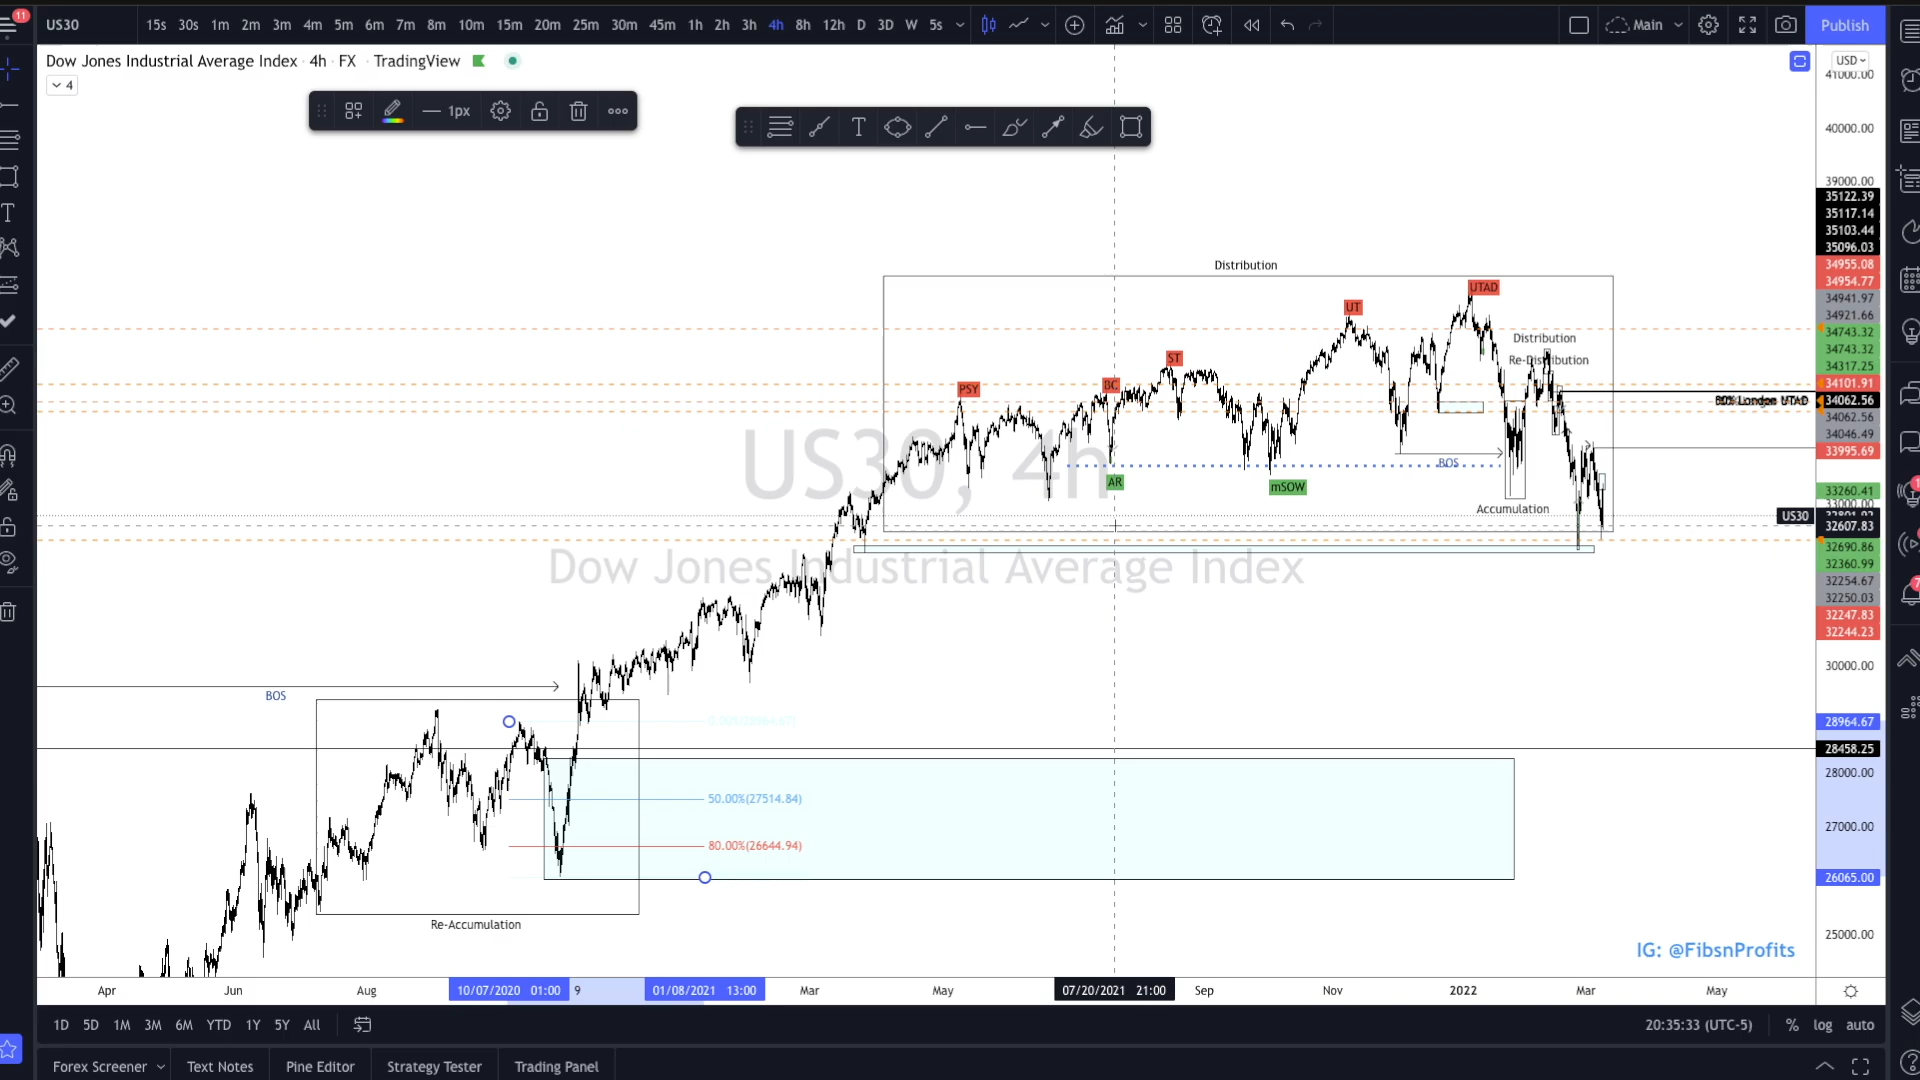 11
US30
15s 30s 1m 2m 3m 4m 5m 6m 7m 8m 10m 15m 20m 25m 30m 45m 1h 2h 3h 4h 8h 12h D 3D W 5s
Main
Publish
Dow Jones Industrial Average Index · 4h · FX · TradingView
4
1px
USD
41000.00
40000.00
39000.00
35122.39
35117.14
35103.44
35096.03
34955.08
34954.77
34941.97
34921.66
34743.32
34743.32
34317.25
34101.91
34062.56
34062.56
34046.49
33995.69
33260.41
33000.00
US30
32607.83
32690.86
32360.99
32254.67
32250.03
32247.83
32244.23
30000.00
28964.67
28458.25
28000.00
27000.00
26065.00
25000.00
Distribution
UTAD
UT
Distribution
Re-Distribution
ST
BC
PSY
London UTAD
BOS
AR
mSOW
Accumulation
US30, 4h
Dow Jones Industrial Average Index
BOS
50.00%(27514.84)
80.00%(26644.94)
Re-Accumulation
IG: @FibsnProfits
Apr Jun Aug 10/07/2020 01:00 9 01/08/2021 13:00 Mar May 07/20/2021 21:00 Sep Nov 2022 Mar May
1D 5D 1M 3M 6M YTD 1Y 5Y All
20:35:33 (UTC-5) % log auto
Forex Screener Text Notes Pine Editor Strategy Tester Trading Panel